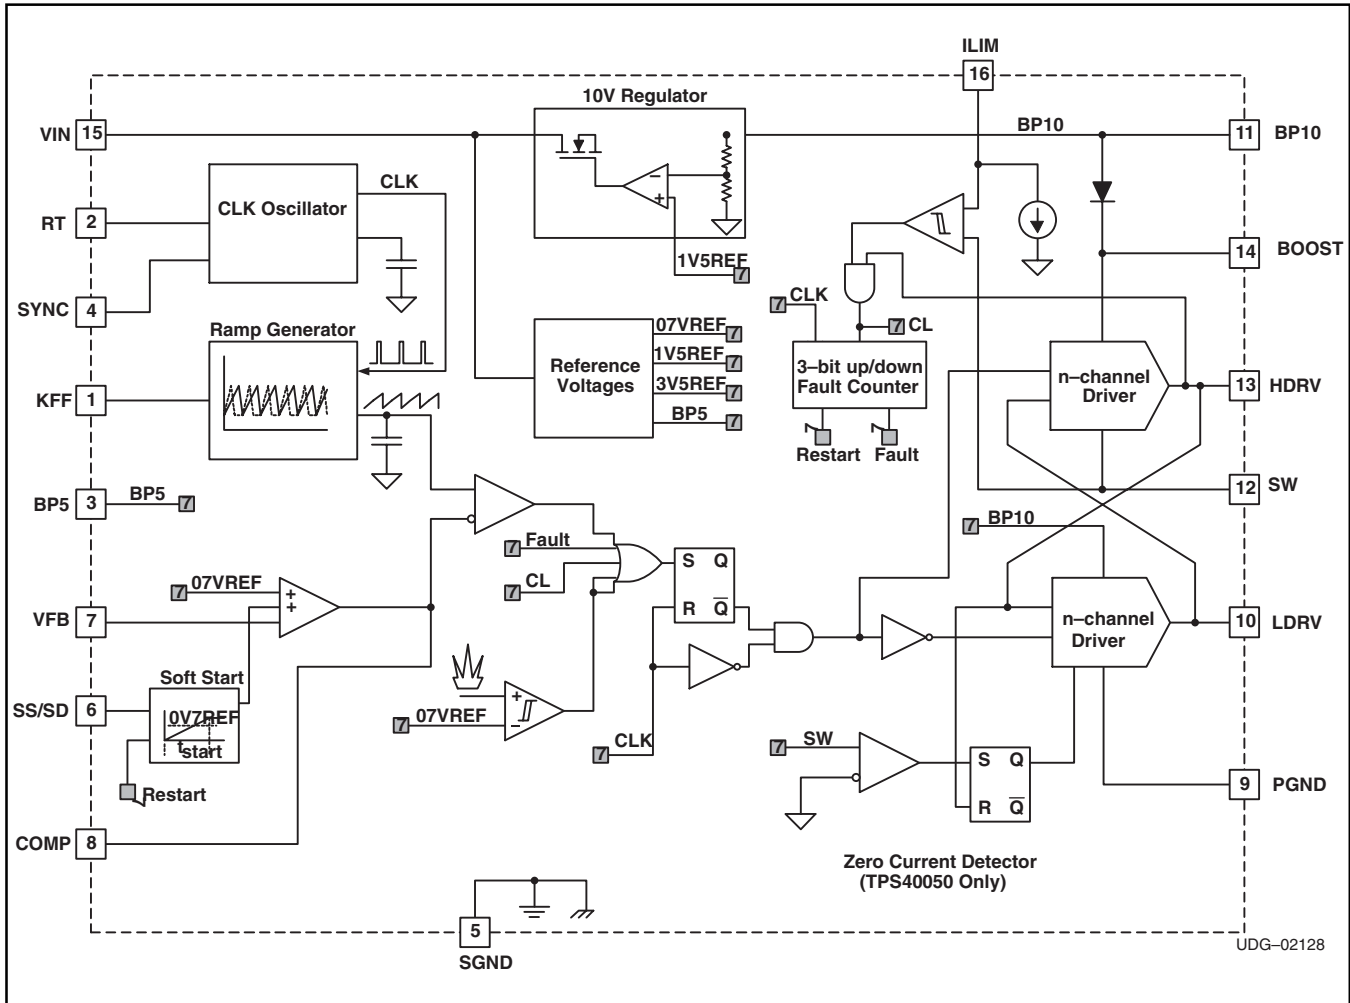 ILIM
16
10V Regulator
VIN 15
BP10
11 BP10
CLK
CLK Oscillator
RT 2
1V5REF
7
14 BOOST
SYNC 4
7 CLK
7 CL
Ramp Generator
07VREF 7
1V5REF 7
3V5REF 7
BP5 7
Reference
Voltages
3–bit up/down
Fault Counter
n–channel
Driver
13 HDRV
KFF 1
7
7
Restart
Fault
BP5 3
BP5
7
12 SW
7 BP10
7 Fault
7 CL
S Q
R Q
7 07VREF
+
+
VFB 7
n–channel
Driver
10 LDRV
Soft Start
SS/SD 6
0V7REF
tstart
+
–
7 07VREF
7 CLK
7 SW
S Q
R Q
Restart
9 PGND
COMP 8
Zero Current Detector
(TPS40050 Only)
5
SGND
UDG–02128